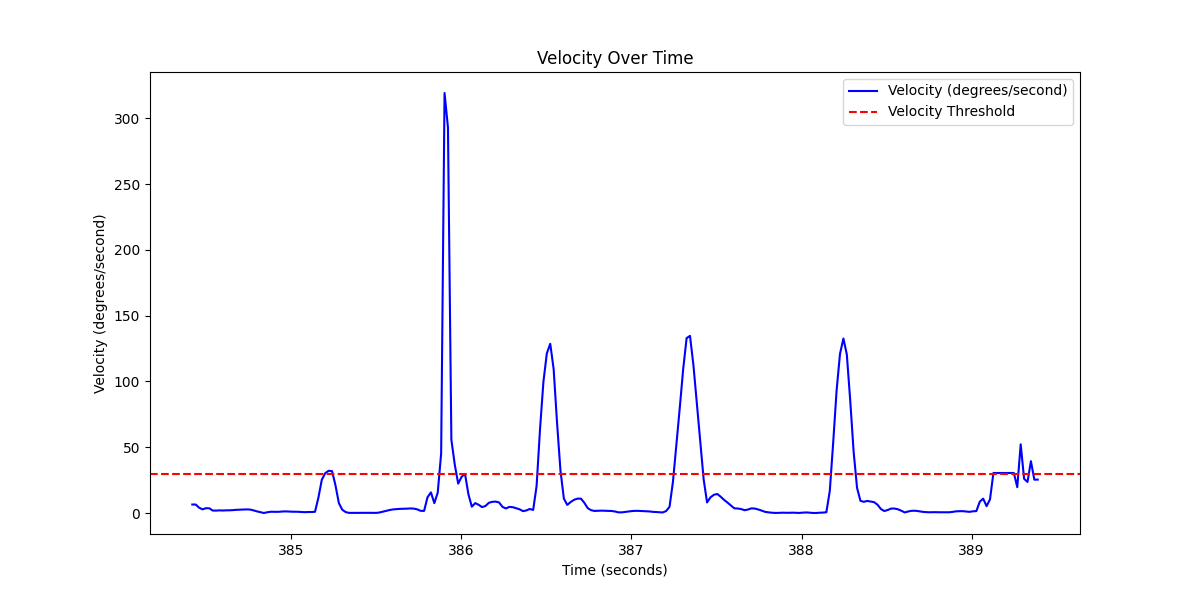 Velocity Over Time
Velocity (degrees/second)
Velocity Threshold
300
250
200
150
100
50
0
Velocity (degrees/second)
385 386 387 388 389
Time (seconds)